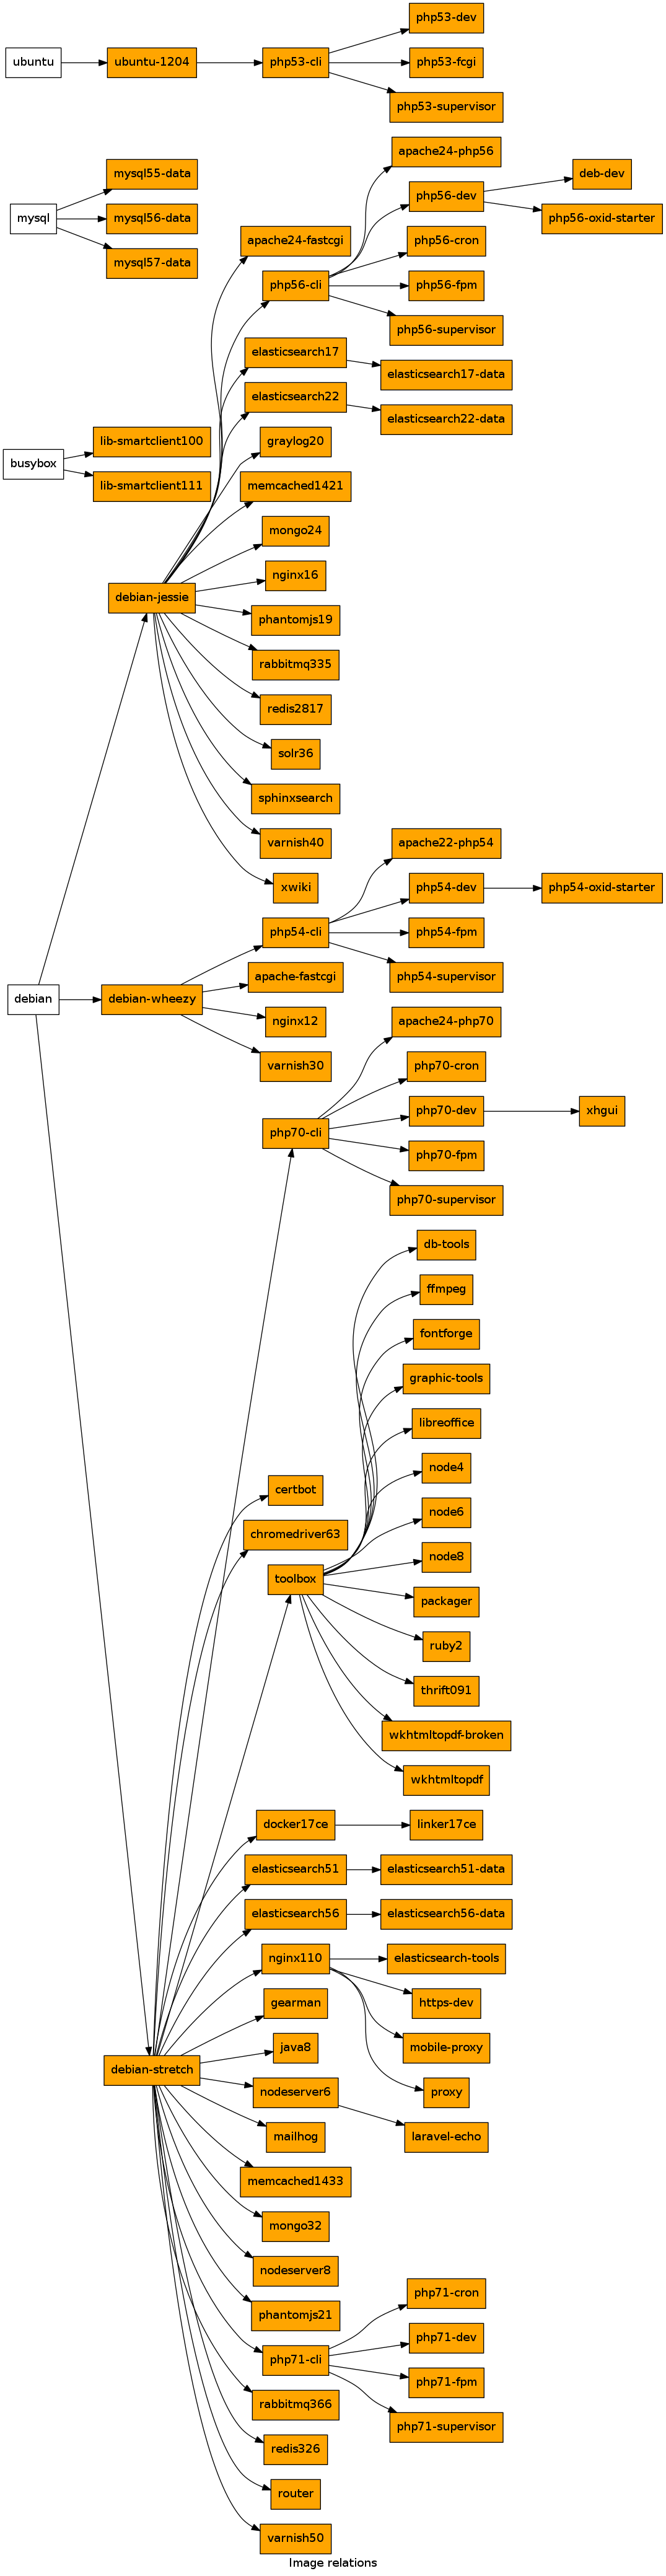 php53-dev
ubuntu
ubuntu-1204
php53-cli
php53-fcgi
php53-supervisor
apache24-php56
mysql55-data
deb-dev
php56-dev
mysql
mysql56-data
php56-oxid-starter
apache24-fastcgi
php56-cron
mysql57-data
php56-cli
php56-fpm
php56-supervisor
elasticsearch17
elasticsearch17-data
elasticsearch22
elasticsearch22-data
lib-smartclient100
graylog20
busybox
lib-smartclient111
memcached1421
mongo24
nginx16
debian-jessie
phantomjs19
rabbitmq335
redis2817
solr36
sphinxsearch
varnish40
apache22-php54
xwiki
php54-dev
php54-oxid-starter
php54-cli
php54-fpm
apache-fastcgi
php54-supervisor
debian
debian-wheezy
nginx12
apache24-php70
varnish30
php70-cron
php70-dev
xhgui
php70-cli
php70-fpm
php70-supervisor
db-tools
ffmpeg
fontforge
graphic-tools
libreoffice
node4
certbot
node6
chromedriver63
node8
toolbox
packager
ruby2
thrift091
wkhtmltopdf-broken
wkhtmltopdf
docker17ce
linker17ce
elasticsearch51
elasticsearch51-data
elasticsearch56
elasticsearch56-data
nginx110
elasticsearch-tools
gearman
https-dev
java8
mobile-proxy
debian-stretch
nodeserver6
proxy
mailhog
laravel-echo
memcached1433
mongo32
nodeserver8
php71-cron
phantomjs21
php71-dev
php71-cli
php71-fpm
rabbitmq366
php71-supervisor
redis326
router
varnish50
Image relations